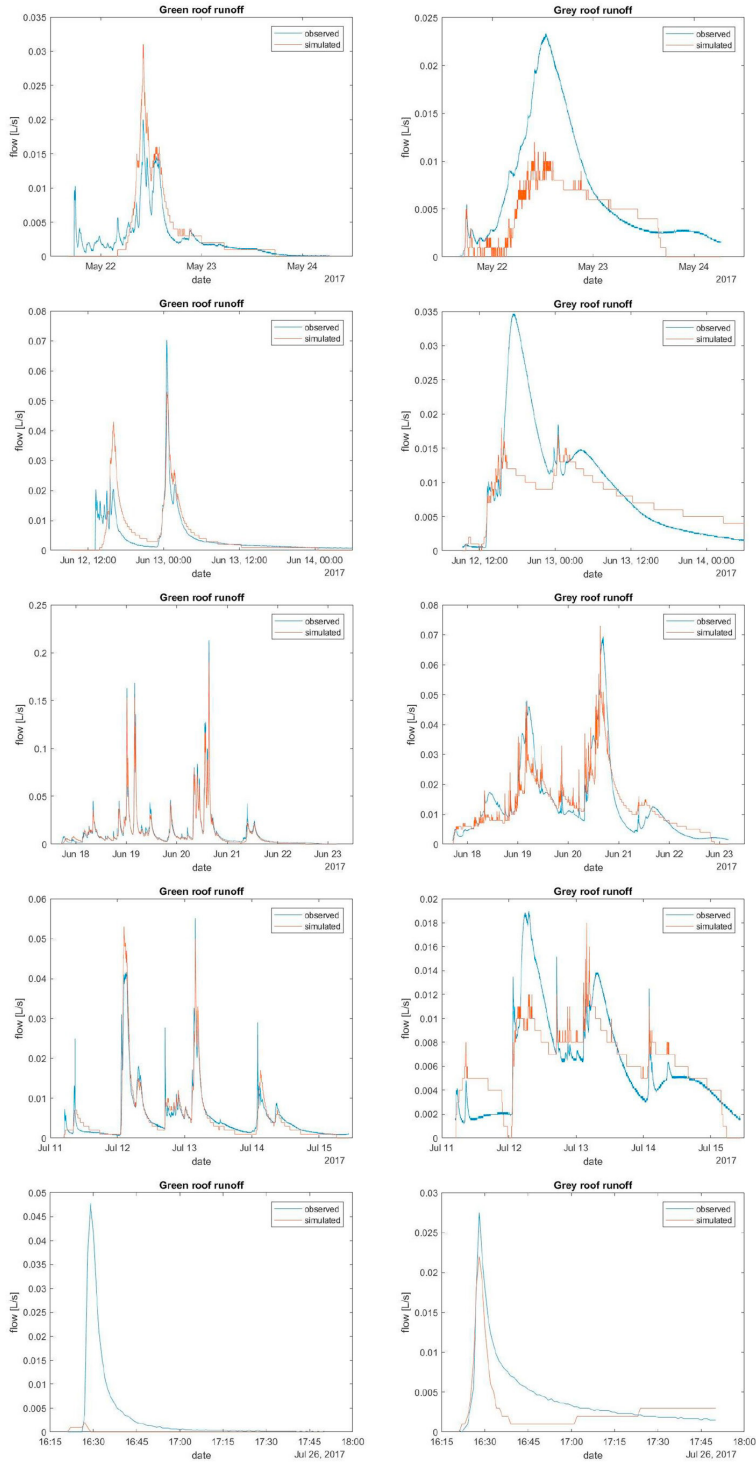 Green roof runoff
Grey roof runoff
observed
simulated
observed
simulated
flow [L/s]
0.035
0.03
0.025
0.02
0.015
0.01
0.005
0
May 22
May 23
May 24
date
2017
flow [L/s]
0.025
0.02
0.015
0.01
0.005
0
May 22
May 23
May 24
date
2017
Green roof runoff
Grey roof runoff
observed
simulated
observed
simulated
flow [L/s]
0.08
0.07
0.06
0.05
0.04
0.03
0.02
0.01
0
Jun 12, 12:00
Jun 13, 00:00
Jun 13, 12:00
Jun 14, 00:00
date
2017
flow [L/s]
0.035
0.03
0.025
0.02
0.015
0.01
0.005
0
Jun 12, 12:00
Jun 13, 00:00
Jun 13, 12:00
Jun 14, 00:00
date
2017
Green roof runoff
Grey roof runoff
observed
simulated
observed
simulated
flow [L/s]
0.25
0.2
0.15
0.1
0.05
0
Jun 18
Jun 19
Jun 20
Jun 21
Jun 22
Jun 23
date
2017
flow [L/s]
0.08
0.07
0.06
0.05
0.04
0.03
0.02
0.01
0
Jun 18
Jun 19
Jun 20
Jun 21
Jun 22
Jun 23
date
2017
Green roof runoff
Grey roof runoff
observed
simulated
observed
simulated
flow [L/s]
0.06
0.05
0.04
0.03
0.02
0.01
0
Jul 11
Jul 12
Jul 13
Jul 14
Jul 15
date
2017
flow [L/s]
0.02
0.018
0.016
0.014
0.012
0.01
0.008
0.006
0.004
0.002
0
Jul 11
Jul 12
Jul 13
Jul 14
Jul 15
date
2017
Green roof runoff
Grey roof runoff
observed
simulated
observed
simulated
flow [L/s]
0.05
0.045
0.04
0.035
0.03
0.025
0.02
0.015
0.01
0.005
0
16:15
16:30
16:45
17:00
17:15
17:30
17:45
18:00
date
Jul 26, 2017
flow [L/s]
0.03
0.025
0.02
0.015
0.01
0.005
0
16:15
16:30
16:45
17:00
17:15
17:30
17:45
18:00
date
Jul 26, 2017